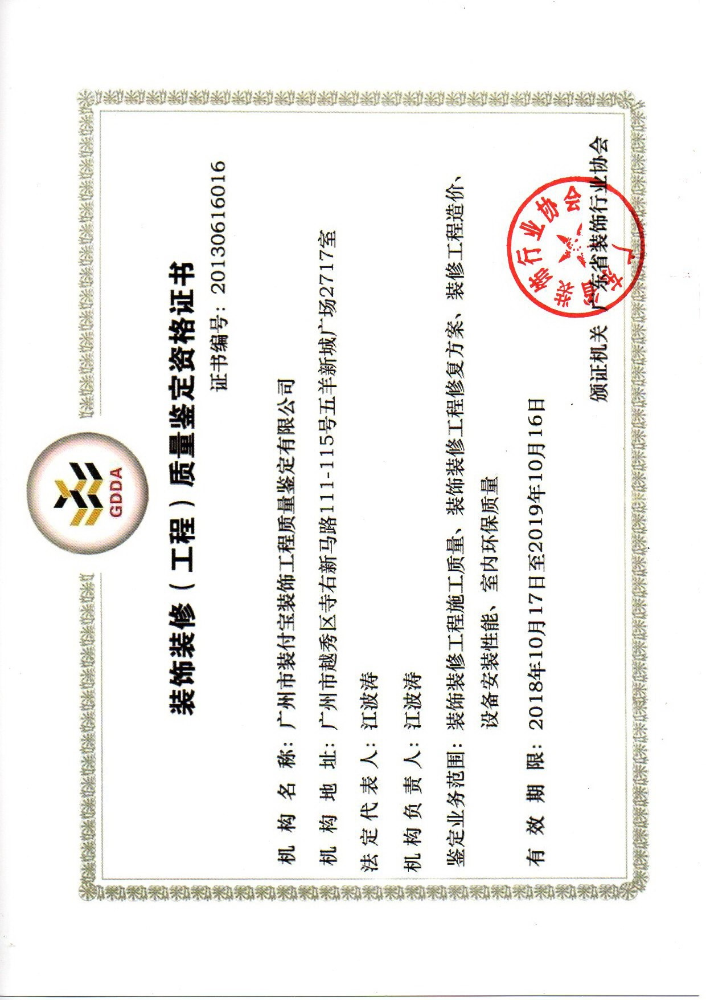 GDDA
装饰装修（工程）质量鉴定资格证书
证书编号：20130616016
机构名称：广州市装付宝装饰工程质量鉴定有限公司
机构地址：广州市越秀区寺右新马路111-115号五羊新城广场2717室
法定代表人：江波涛
机构负责人：江波涛
鉴定业务范围：装饰装修工程施工质量、装饰装修工程修复方案、装修工程造价、
设备安装性能、室内环保质量
有效期限：2018年10月17日至2019年10月16日
颁证机关 广东省装饰行业协会
广东省装饰行业协会